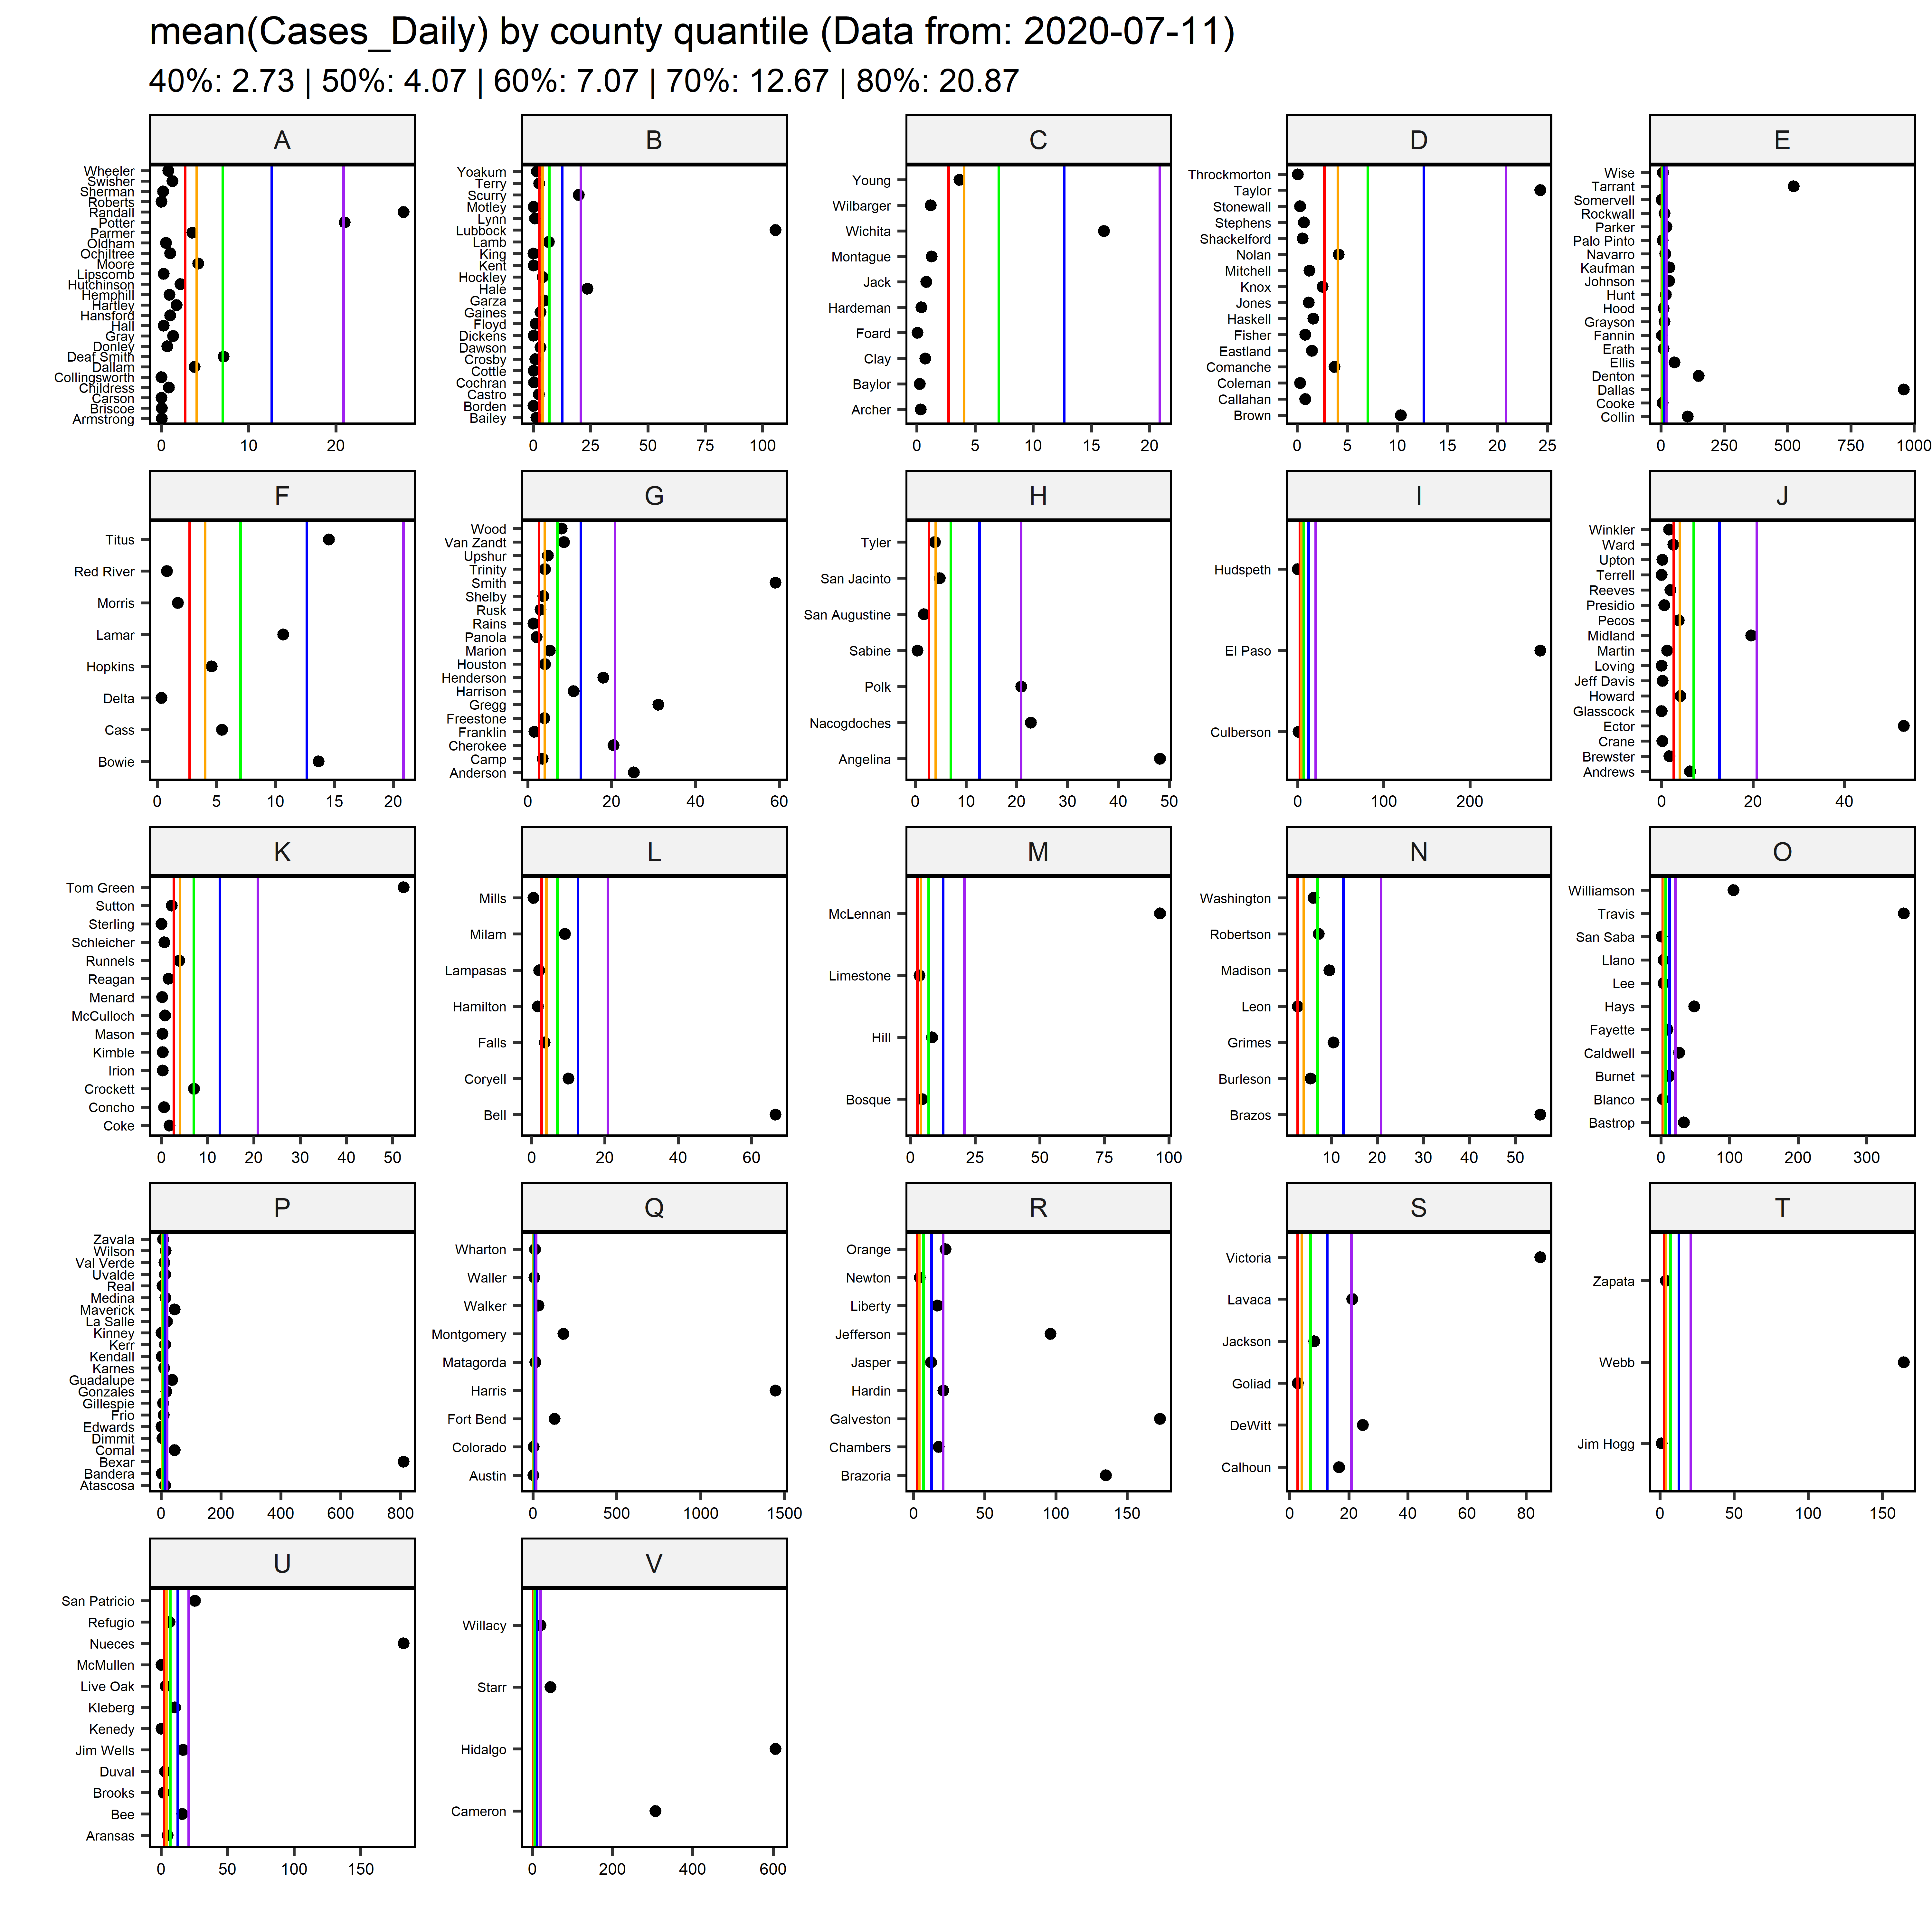 mean(Cases_Daily) by county quantile (Data from: 2020-07-11)
40%: 2.73 | 50%: 4.07 | 60%: 7.07 | 70%: 12.67 | 80%: 20.87
A
Wheeler
Swisher
Sherman
Roberts
Randall
Potter
Parmer
Oldham
Ochiltree
Moore
Lipscomb
Hutchinson
Hemphill
Hartley
Hansford
Hall
Gray
Donley
Deaf Smith
Dallam
Collingsworth
Childress
Carson
Briscoe
Armstrong
0 10 20
B
Yoakum
Terry
Scurry
Motley
Lynn
Lubbock
Lamb
King
Kent
Hockley
Hale
Garza
Gaines
Floyd
Dickens
Dawson
Crosby
Cottle
Cochran
Castro
Borden
Bailey
0 25 50 75 100
C
Young
Wilbarger
Wichita
Montague
Jack
Hardeman
Foard
Clay
Baylor
Archer
0 5 10 15 20
D
Throckmorton
Taylor
Stonewall
Stephens
Shackelford
Nolan
Mitchell
Knox
Jones
Haskell
Fisher
Eastland
Comanche
Coleman
Callahan
Brown
0 5 10 15 20 25
E
Wise
Tarrant
Somervell
Rockwall
Parker
Palo Pinto
Navarro
Kaufman
Johnson
Hunt
Hood
Grayson
Fannin
Erath
Ellis
Denton
Dallas
Cooke
Collin
0 250 500 750 1000
F
Titus
Red River
Morris
Lamar
Hopkins
Delta
Cass
Bowie
0 5 10 15 20
G
Wood
Van Zandt
Upshur
Trinity
Smith
Shelby
Rusk
Rains
Panola
Marion
Houston
Henderson
Harrison
Gregg
Freestone
Franklin
Cherokee
Camp
Anderson
0 20 40 60
H
Tyler
San Jacinto
San Augustine
Sabine
Polk
Nacogdoches
Angelina
0 10 20 30 40 50
I
Hudspeth
El Paso
Culberson
0 100 200
J
Winkler
Ward
Upton
Terrell
Reeves
Presidio
Pecos
Midland
Martin
Loving
Jeff Davis
Howard
Glasscock
Ector
Crane
Brewster
Andrews
0 20 40
K
Tom Green
Sutton
Sterling
Schleicher
Runnels
Reagan
Menard
McCulloch
Mason
Kimble
Irion
Crockett
Concho
Coke
0 10 20 30 40 50
L
Mills
Milam
Lampasas
Hamilton
Falls
Coryell
Bell
0 20 40 60
M
McLennan
Limestone
Hill
Bosque
0 25 50 75 100
N
Washington
Robertson
Madison
Leon
Grimes
Burleson
Brazos
10 20 30 40 50
O
Williamson
Travis
San Saba
Llano
Lee
Hays
Fayette
Caldwell
Burnet
Blanco
Bastrop
0 100 200 300
P
Zavala
Wilson
Val Verde
Uvalde
Real
Medina
Maverick
La Salle
Kinney
Kerr
Kendall
Karnes
Guadalupe
Gonzales
Gillespie
Frio
Edwards
Dimmit
Comal
Bexar
Bandera
Atascosa
0 200 400 600 800
Q
Wharton
Waller
Walker
Montgomery
Matagorda
Harris
Fort Bend
Colorado
Austin
0 500 1000 1500
R
Orange
Newton
Liberty
Jefferson
Jasper
Hardin
Galveston
Chambers
Brazoria
0 50 100 150
S
Victoria
Lavaca
Jackson
Goliad
DeWitt
Calhoun
0 20 40 60 80
T
Zapata
Webb
Jim Hogg
0 50 100 150
U
San Patricio
Refugio
Nueces
McMullen
Live Oak
Kleberg
Kenedy
Jim Wells
Duval
Brooks
Bee
Aransas
0 50 100 150
V
Willacy
Starr
Hidalgo
Cameron
0 200 400 600